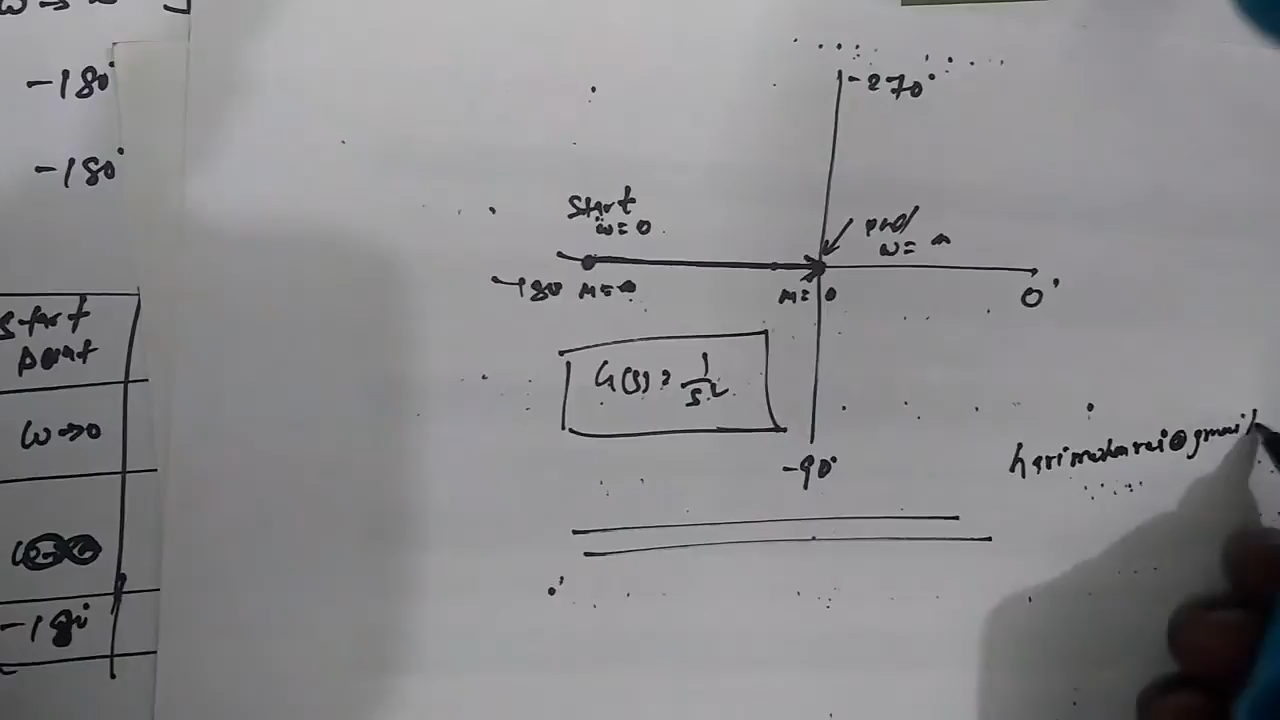 -180°
-180°
Start
point
ω→0
-180°
-270°
Start
ω=0
end
ω=∞
-180 M=∞
M=0
0°
G(s)=1/s²
-90°